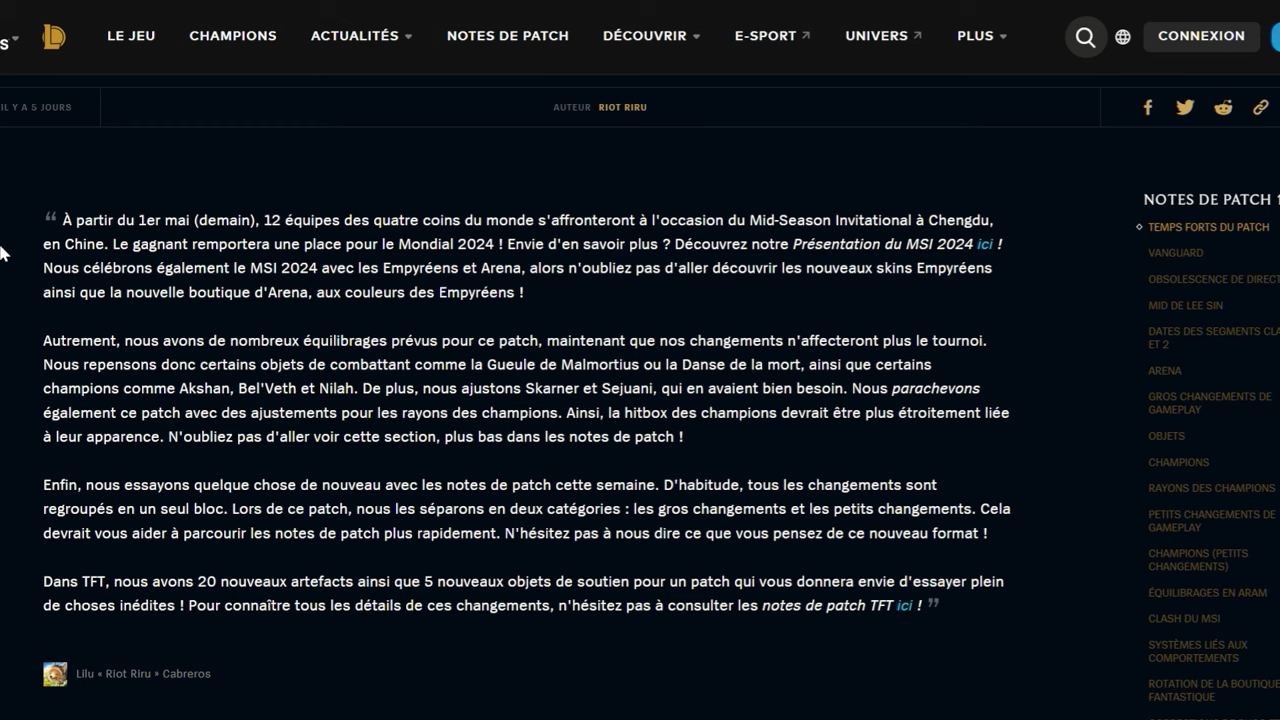 S
LE JEU
CHAMPIONS
ACTUALITÉS
NOTES DE PATCH
DÉCOUVRIR
E-SPORT
UNIVERS
PLUS
CONNEXION
IL Y A 5 JOURS
AUTEUR RIOT RIRU
“ À partir du 1er mai (demain), 12 équipes des quatre coins du monde s'affronteront à l'occasion du Mid-Season Invitational à Chengdu,
en Chine. Le gagnant remportera une place pour le Mondial 2024 ! Envie d'en savoir plus ? Découvrez notre Présentation du MSI 2024 ici !
Nous célébrons également le MSI 2024 avec les Empyréens et Arena, alors n'oubliez pas d'aller découvrir les nouveaux skins Empyréens
ainsi que la nouvelle boutique d'Arena, aux couleurs des Empyréens !
Autrement, nous avons de nombreux équilibrages prévus pour ce patch, maintenant que nos changements n'affecteront plus le tournoi.
Nous repensons donc certains objets de combattant comme la Gueule de Malmortius ou la Danse de la mort, ainsi que certains
champions comme Akshan, Bel'Veth et Nilah. De plus, nous ajustons Skarner et Sejuani, qui en avaient bien besoin. Nous parachevons
également ce patch avec des ajustements pour les rayons des champions. Ainsi, la hitbox des champions devrait être plus étroitement liée
à leur apparence. N'oubliez pas d'aller voir cette section, plus bas dans les notes de patch !
Enfin, nous essayons quelque chose de nouveau avec les notes de patch cette semaine. D'habitude, tous les changements sont
regroupés en un seul bloc. Lors de ce patch, nous les séparons en deux catégories : les gros changements et les petits changements. Cela
devrait vous aider à parcourir les notes de patch plus rapidement. N'hésitez pas à nous dire ce que vous pensez de ce nouveau format !
Dans TFT, nous avons 20 nouveaux artefacts ainsi que 5 nouveaux objets de soutien pour un patch qui vous donnera envie d'essayer plein
de choses inédites ! Pour connaître tous les détails de ces changements, n'hésitez pas à consulter les notes de patch TFT ici ! ”
Lilu « Riot Riru » Cabreros
NOTES DE PATCH 1
TEMPS FORTS DU PATCH
VANGUARD
OBSOLESCENCE DE DIRECT
MID DE LEE SIN
DATES DES SEGMENTS CLA
ET 2
ARENA
GROS CHANGEMENTS DE
GAMEPLAY
OBJETS
CHAMPIONS
RAYONS DES CHAMPIONS
PETITS CHANGEMENTS DE
GAMEPLAY
CHAMPIONS (PETITS
CHANGEMENTS)
ÉQUILIBRAGES EN ARAM
CLASH DU MSI
SYSTÈMES LIÉS AUX
COMPORTEMENTS
ROTATION DE LA BOUTIQUE
FANTASTIQUE